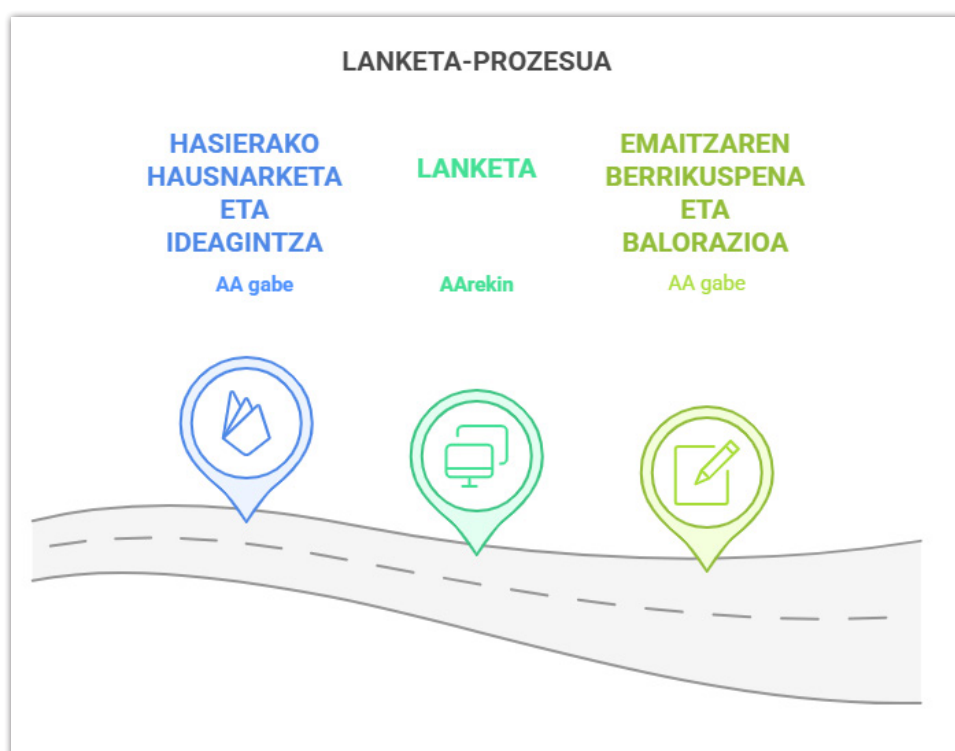 LANKETA-PROZESUA
HASIERAKO
HAUSNARKETA
ETA
IDEAGINTZA
AA gabe
LANKETA
AArekin
EMAITZAREN
BERRIKUSPENA
ETA
BALORAZIOA
AA gabe